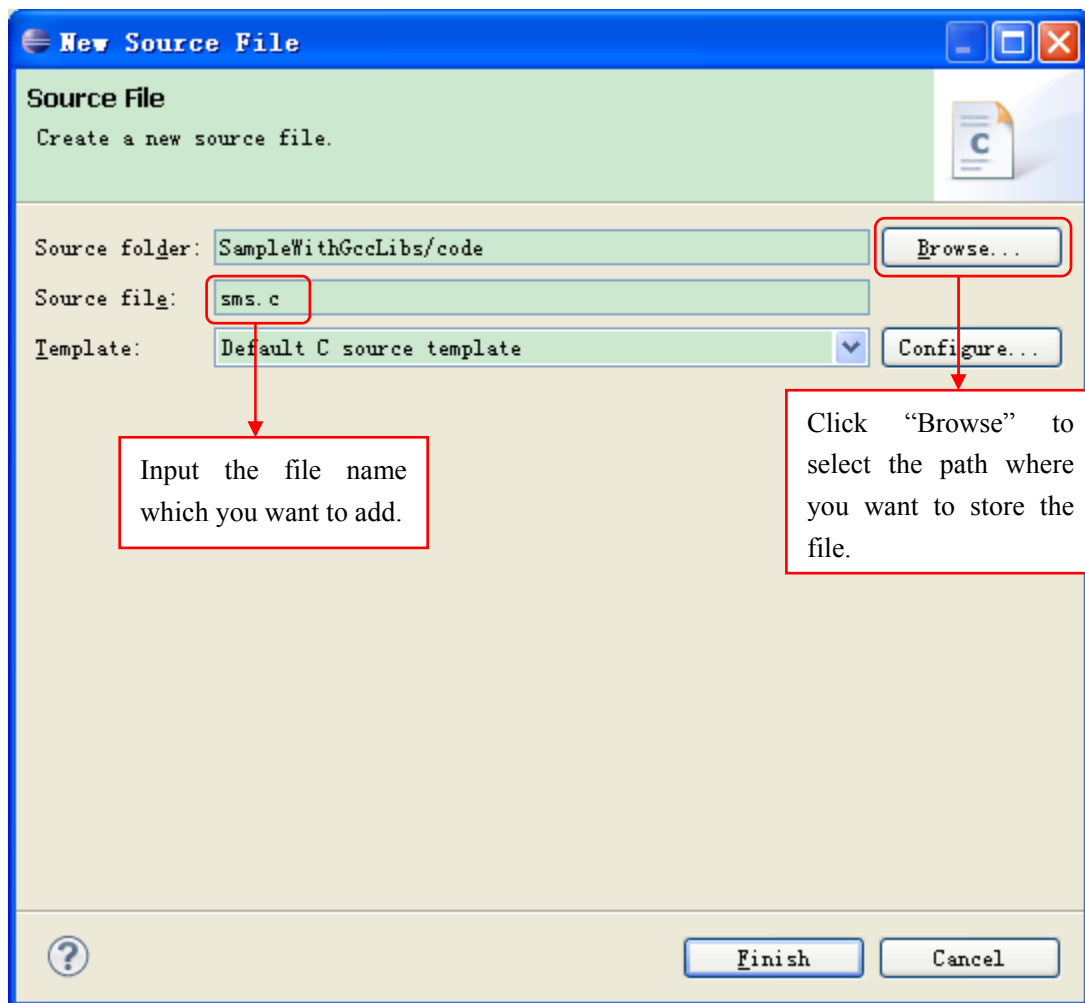 New Source File
Source File
Create a new source file.
C
Source folder: SampleWithGccLibs/code Browse...
Source file: sms.c
Template: Default C source template Configure...
Input the file name
which you want to add.
Click “Browse” to
select the path where
you want to store the
file.
? Finish Cancel